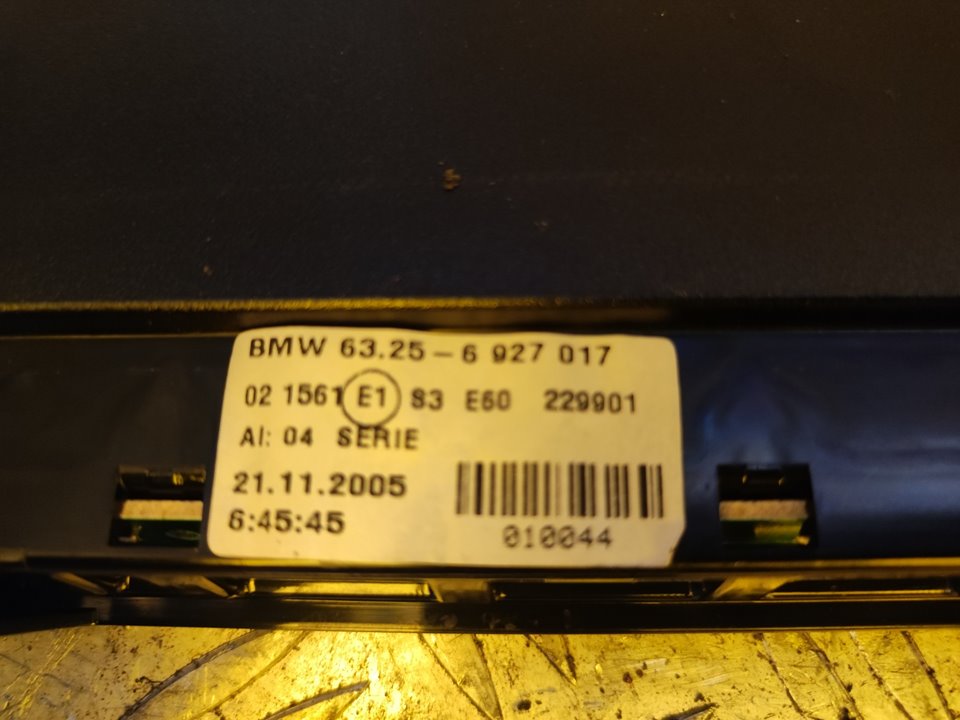 BMW 63.25-6 927 017
02 1561 E1 S3 E60 229901
AI: 04 SERIE
21.11.2005
6:45:45
010044